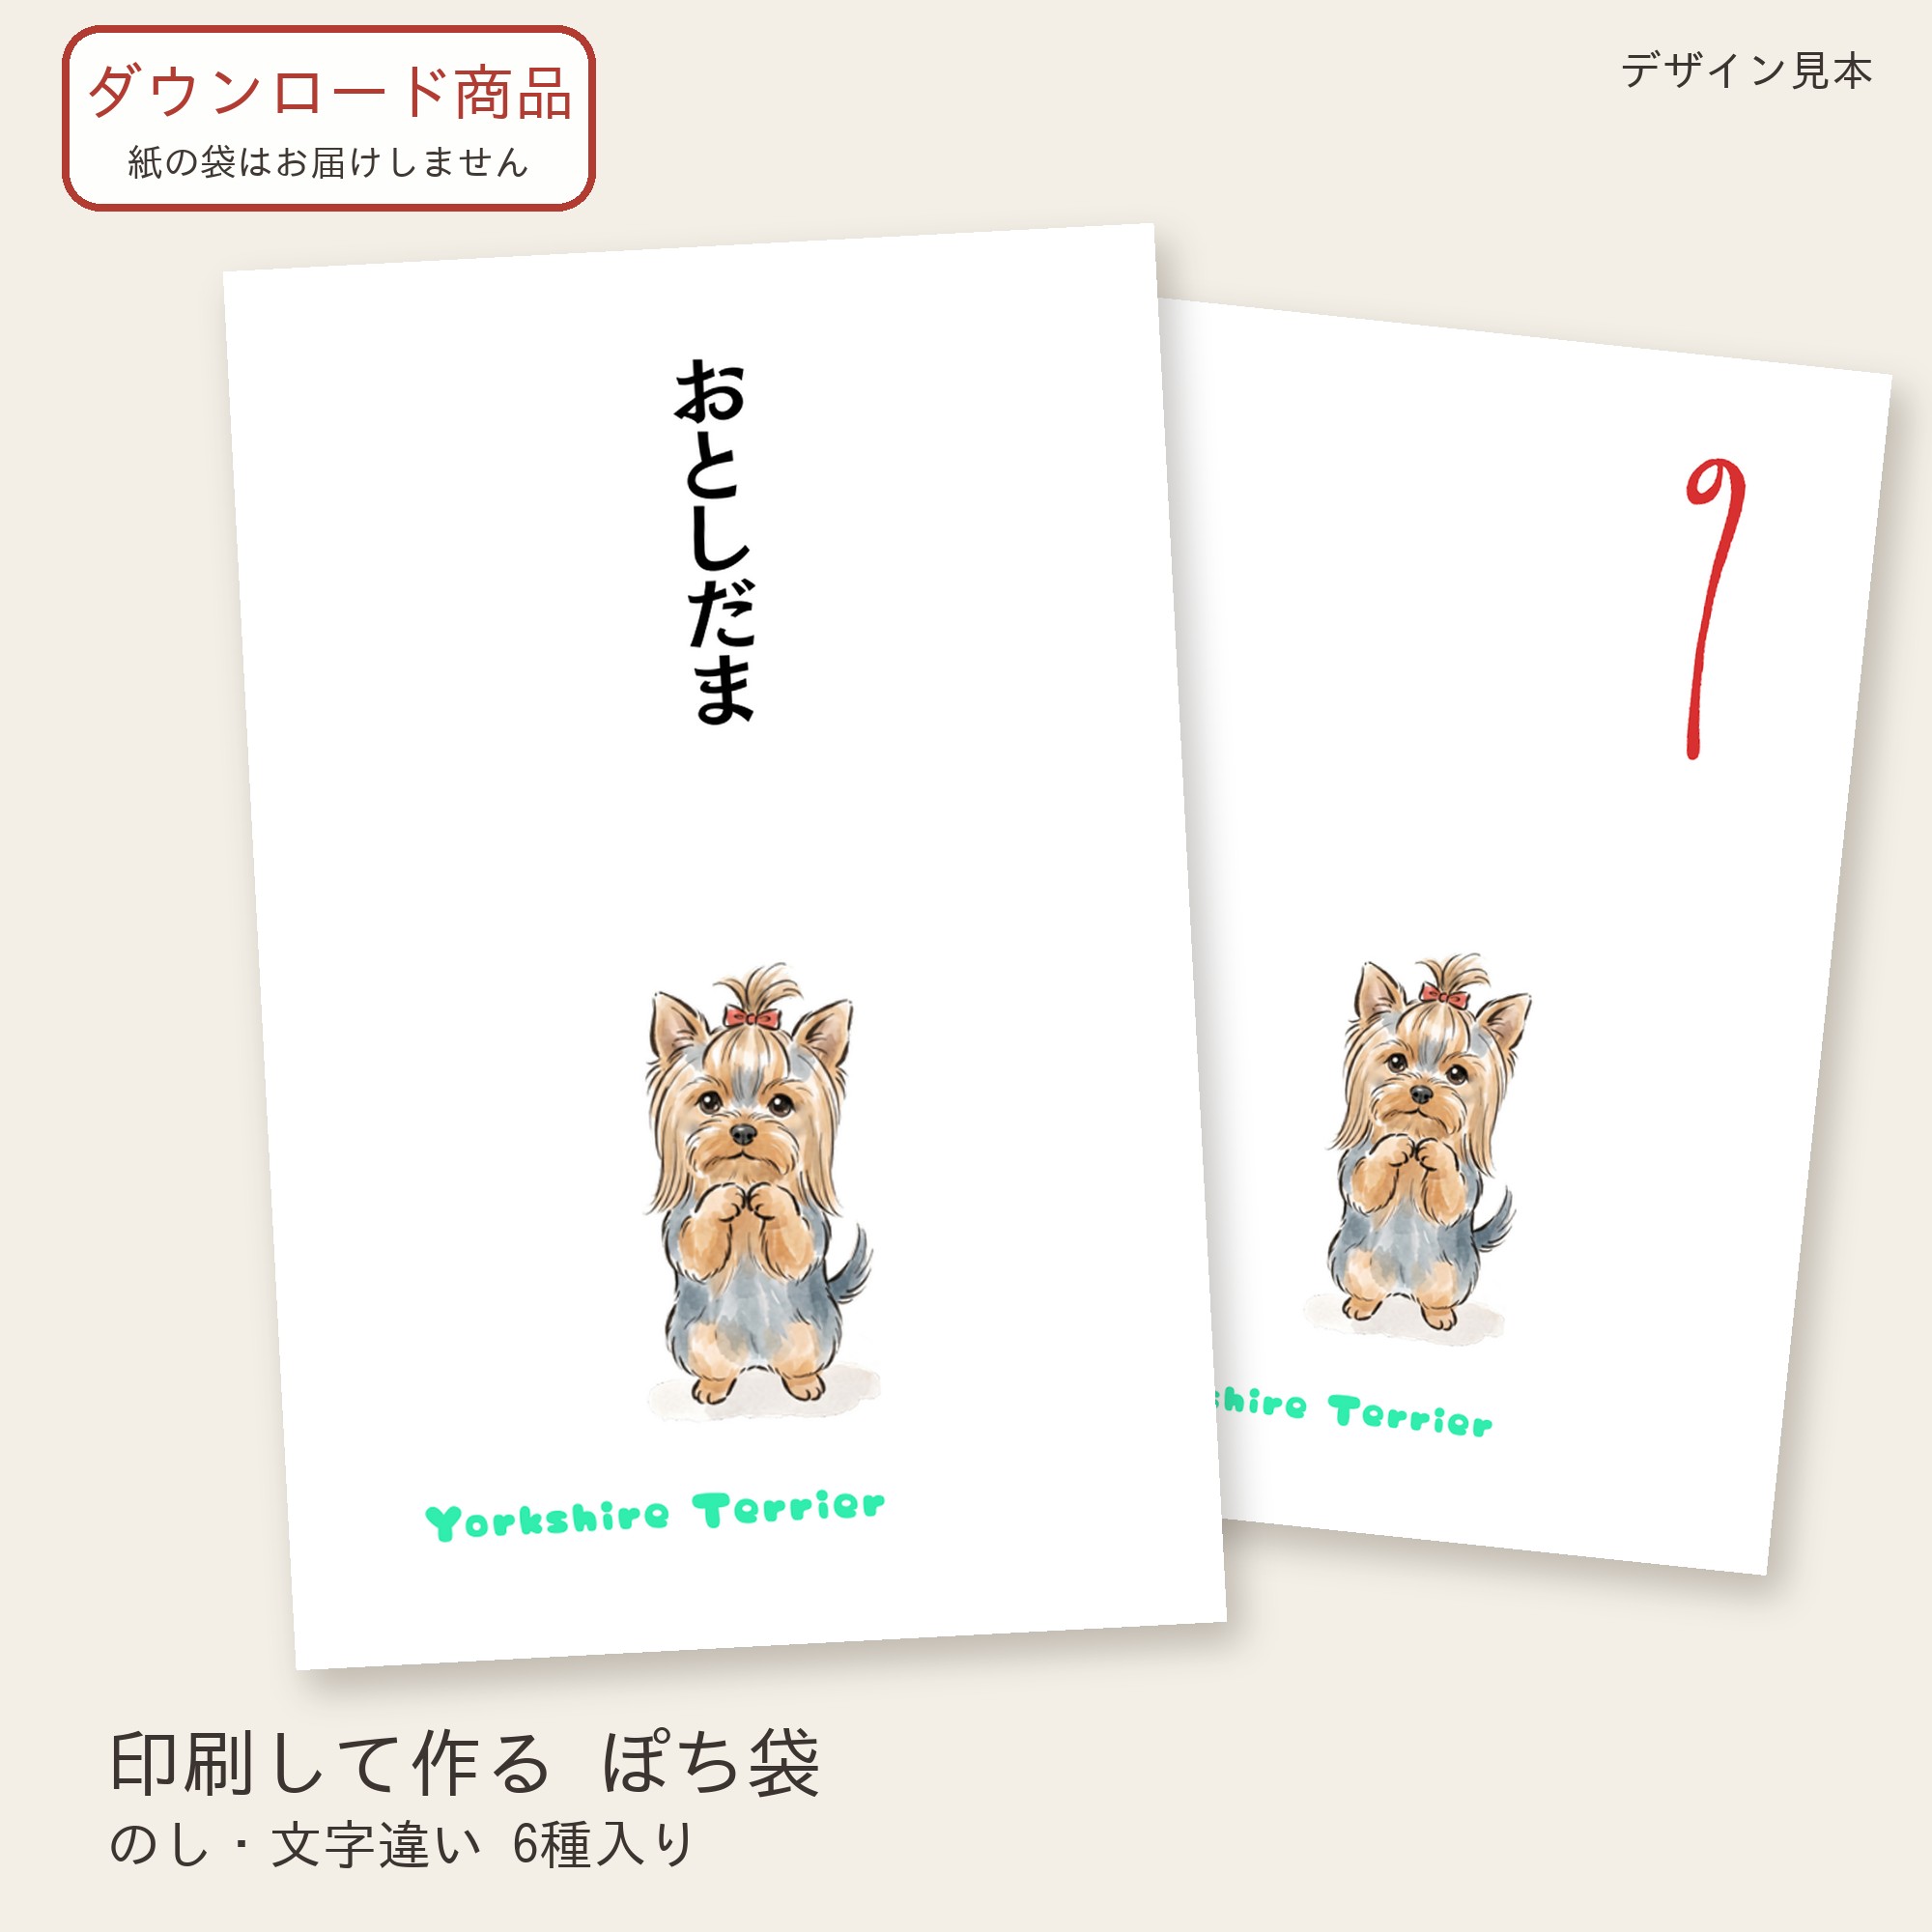 ダウンロード商品
紙の袋はお届けしません
デザイン見本
おとしだま
Yorkshire Terrier
shire Terrier
印刷して作る ぽち袋
のし・文字違い 6種入り